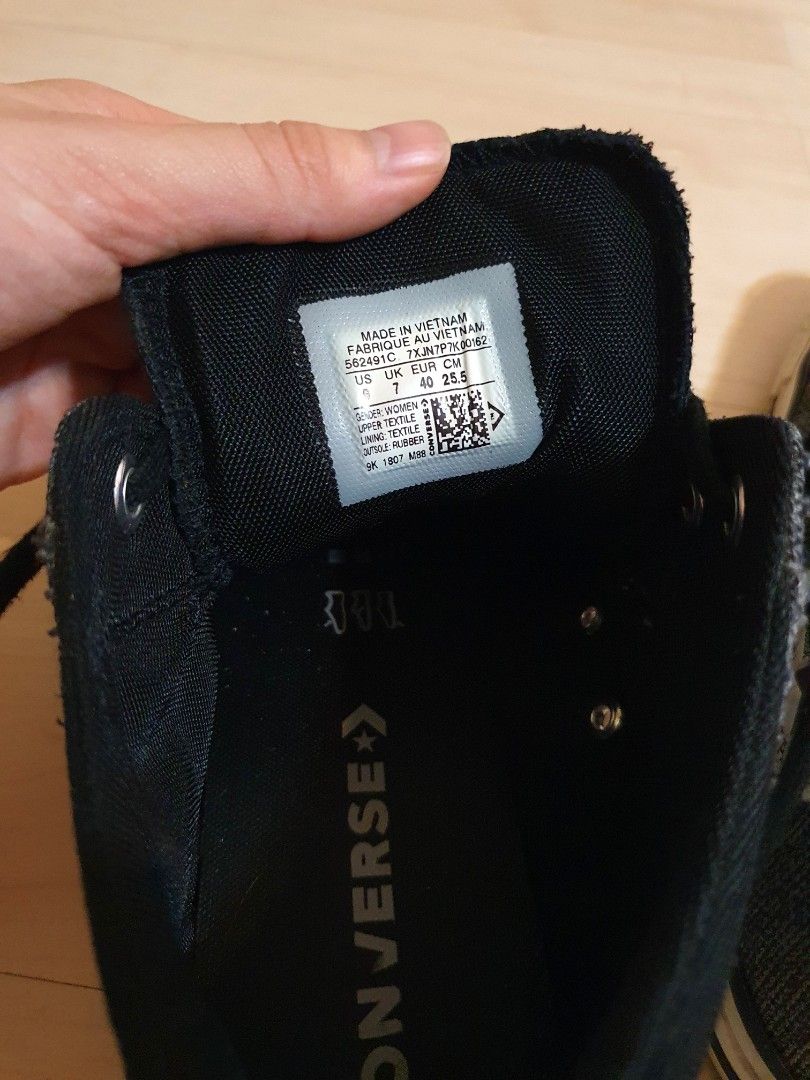 MADE IN VIETNAM
FABRIQUE AU VIETNAM
562491C 7XJN7P7K00162
US UK EUR CM
9 7 40 25.5
GENDER: WOMEN
UPPER TEXTILE
LINING: TEXTILE
OUTSOLE: RUBBER
9K 1807 M88
CONVERSE
CONVERSE